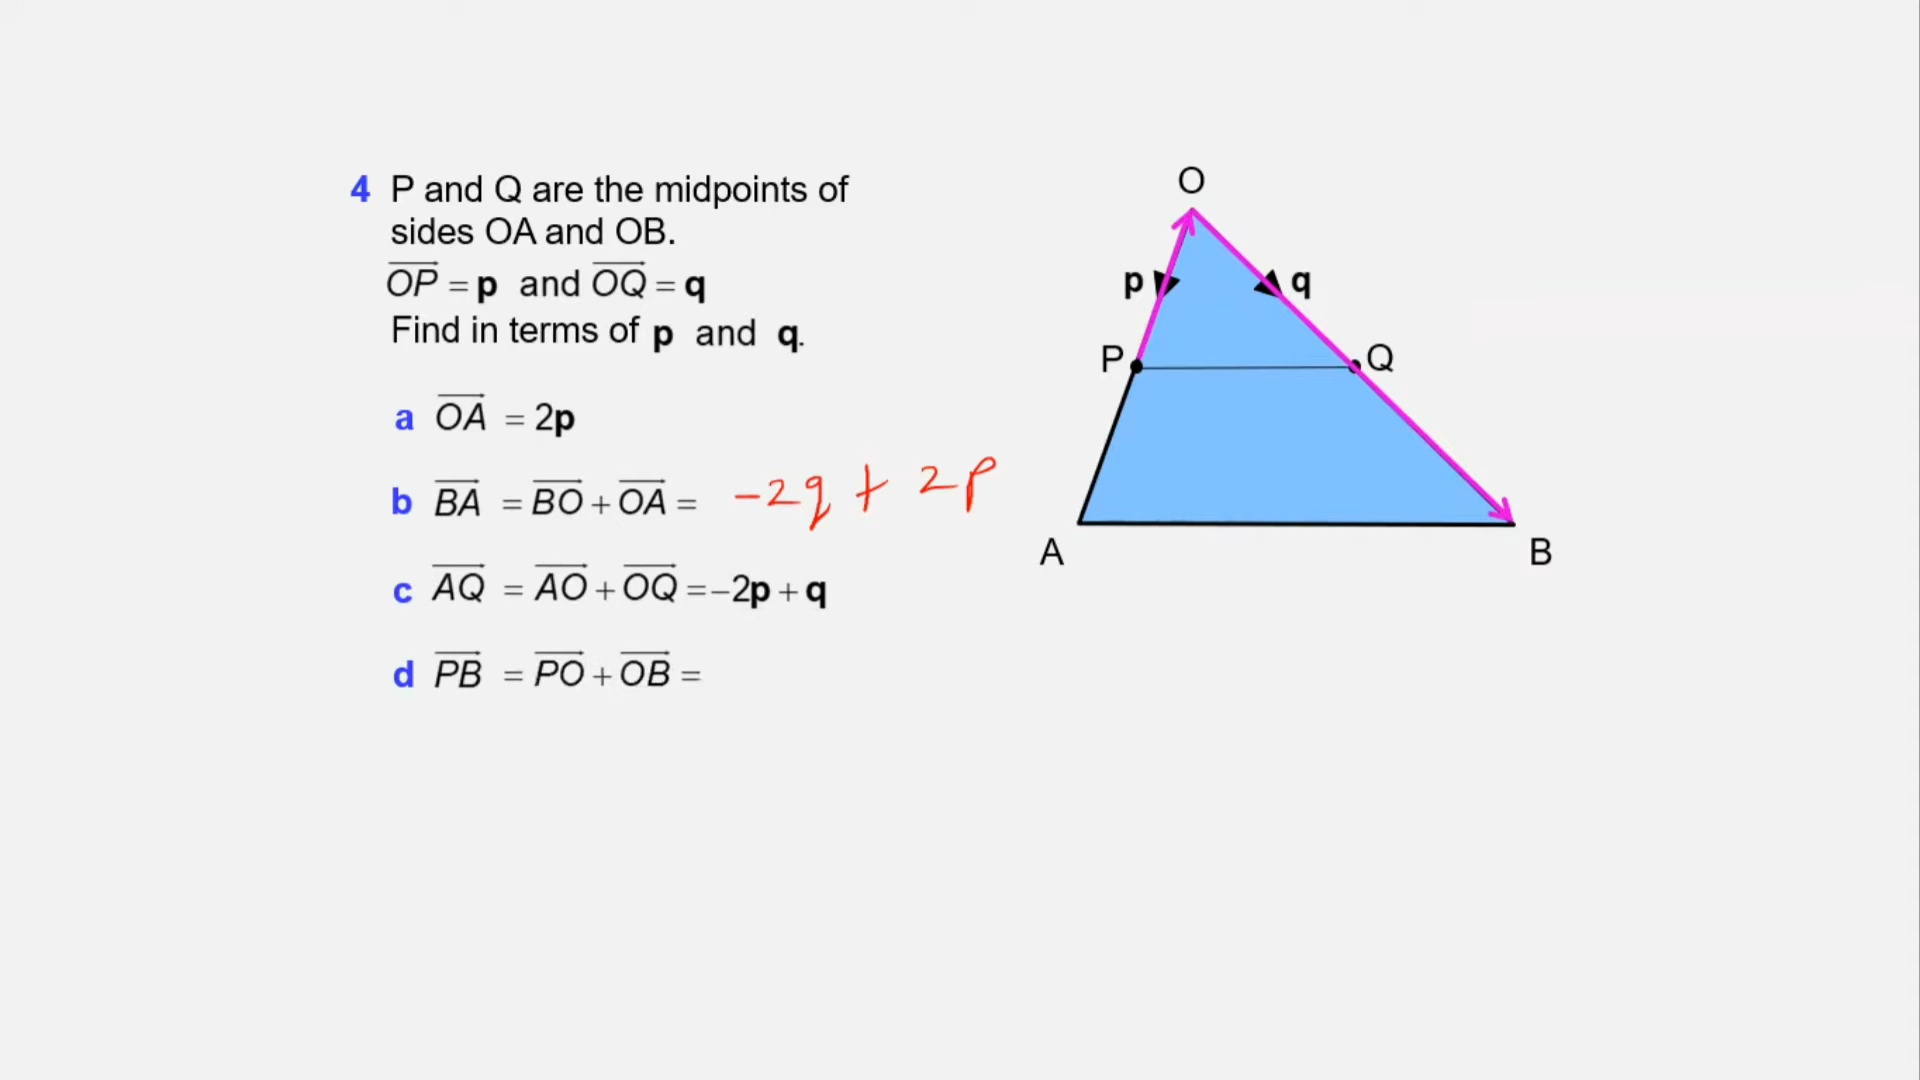 4 P and Q are the midpoints of
sides OA and OB.
OP = p and OQ = q
Find in terms of p and q.
a OA = 2p
b BA = BO + OA = -2q + 2p
c AQ = AO + OQ = −2p + q
d PB = PO + OB =
O
p q
P Q
A B